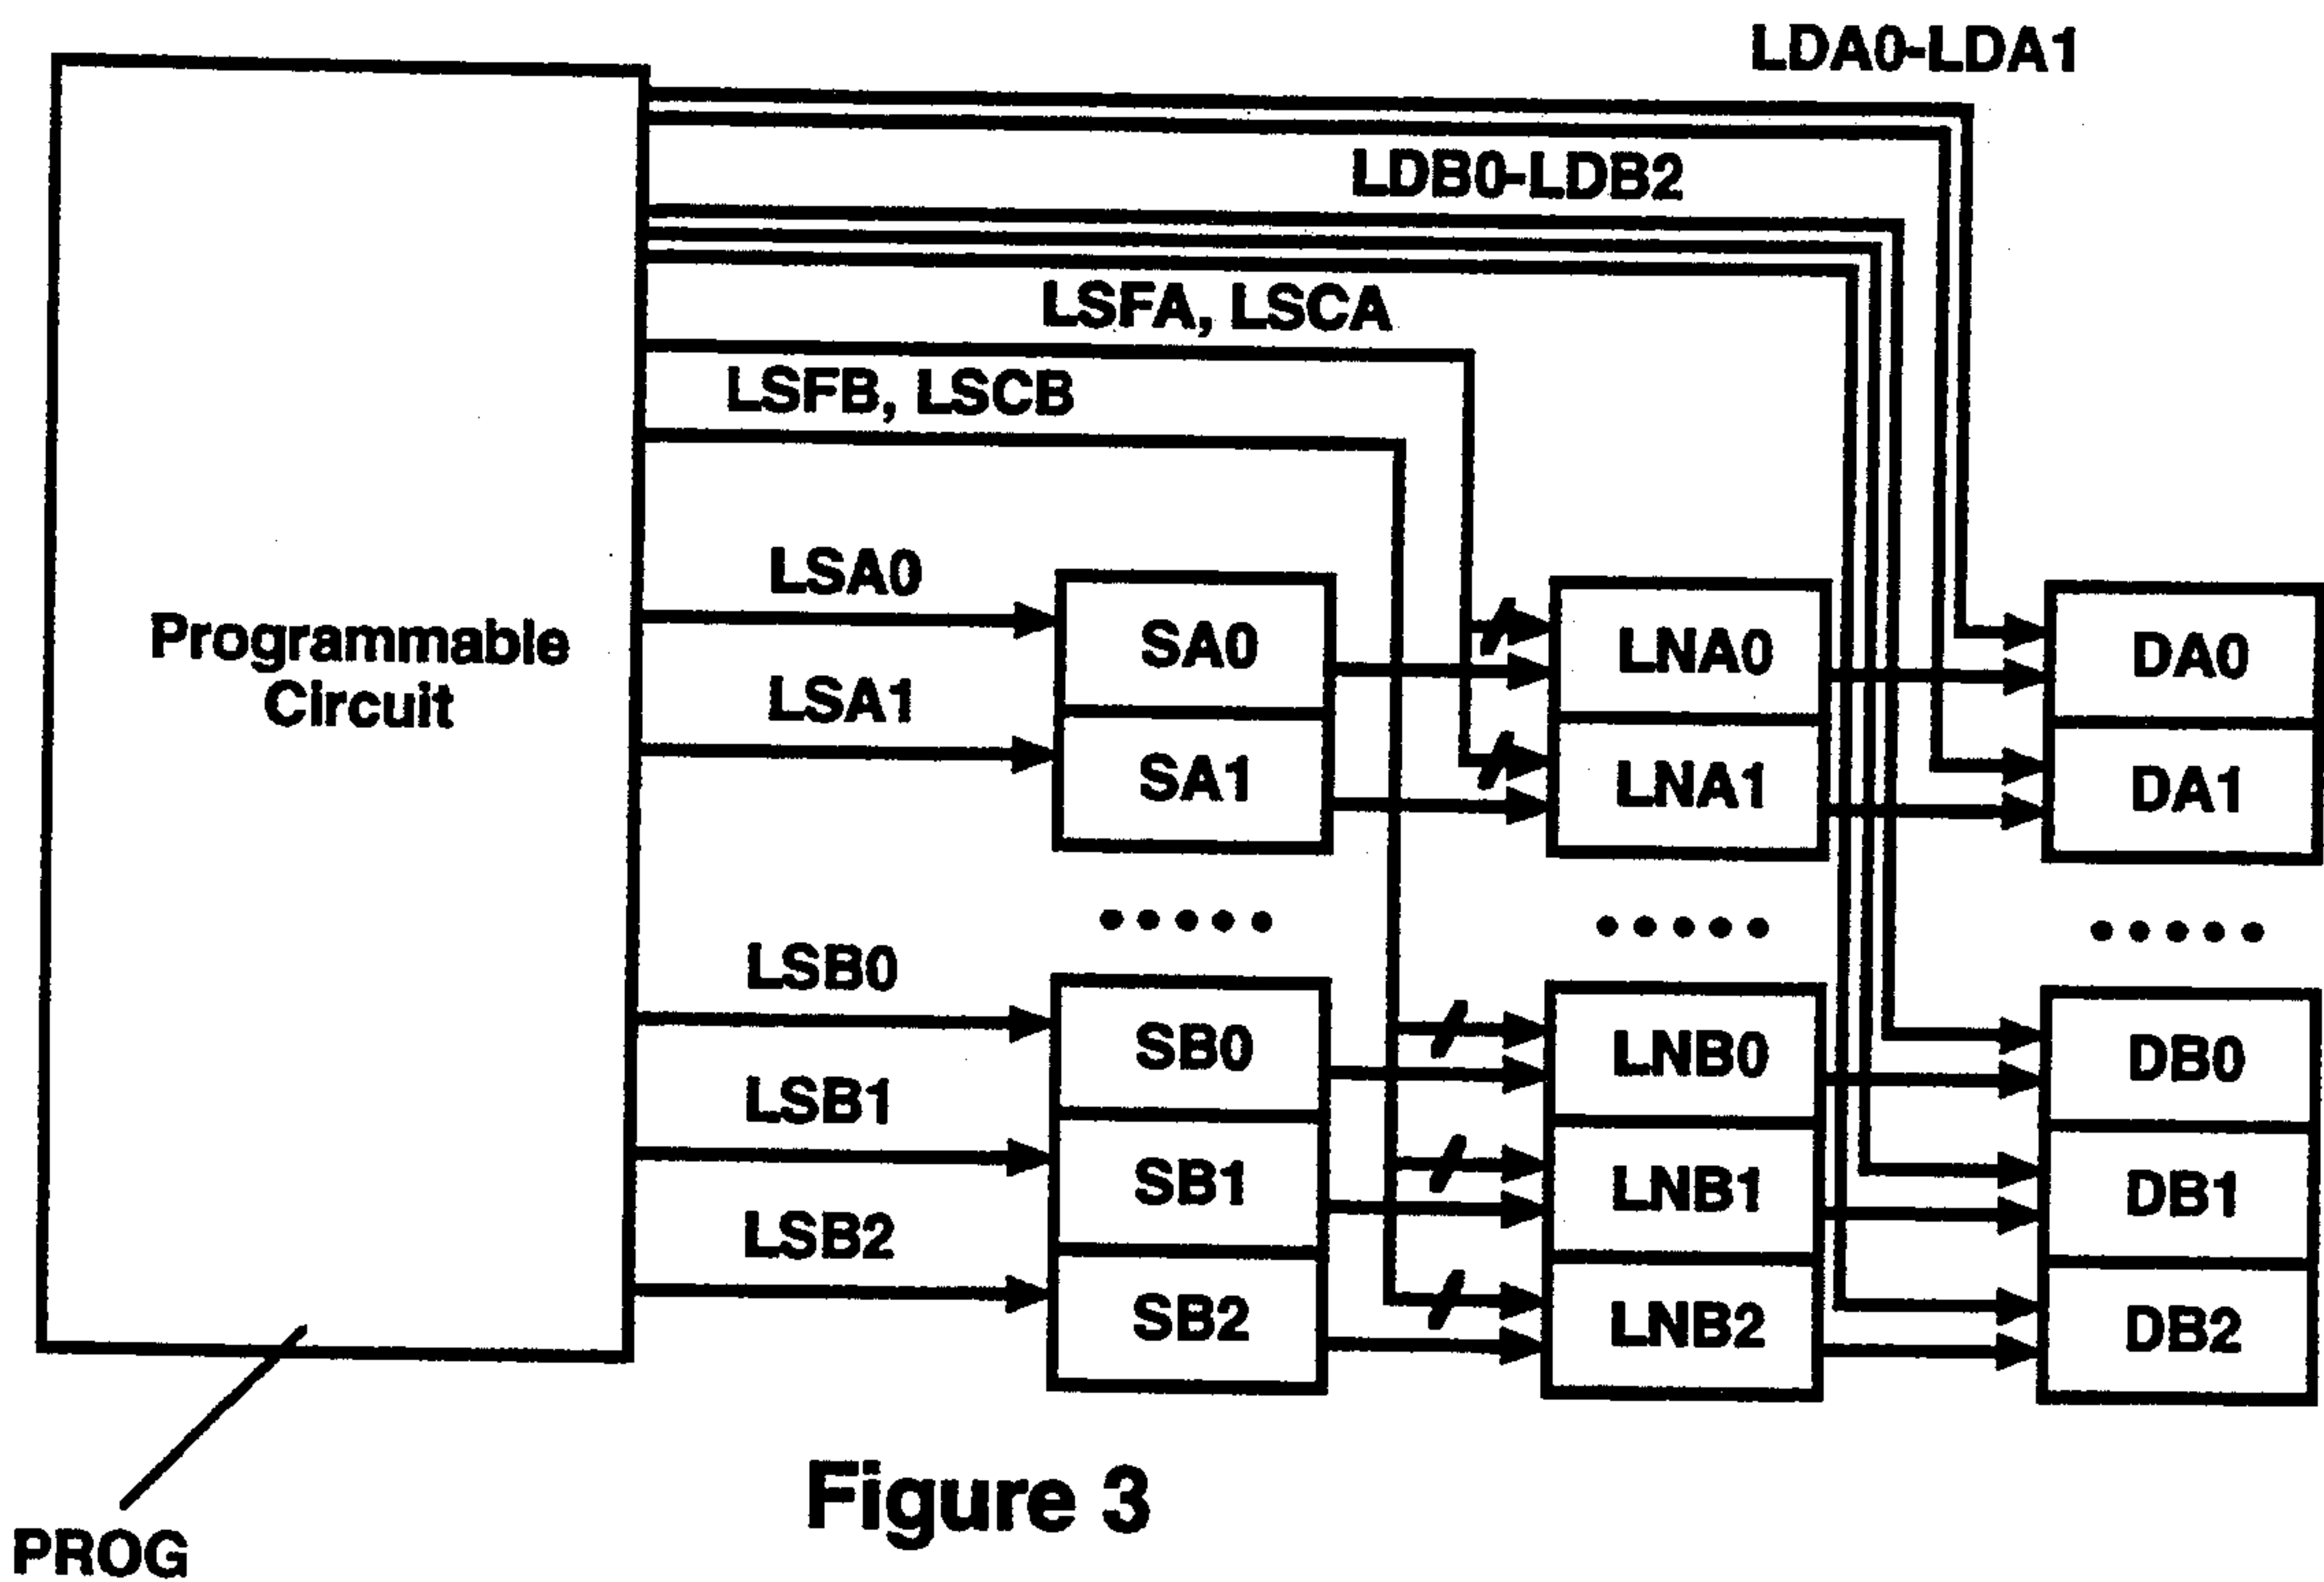 LDA0-LDA1
LDB0-LDB2
LSFA, LSCA
LSFB, LSCB
Programmable
Circuit
LSA0
LSA1
SA0
SA1
LNA0
LNA1
DA0
DA1
LSB0
LSB1
LSB2
SB0
SB1
SB2
LNB0
LNB1
LNB2
DB0
DB1
DB2
Figure 3
PROG